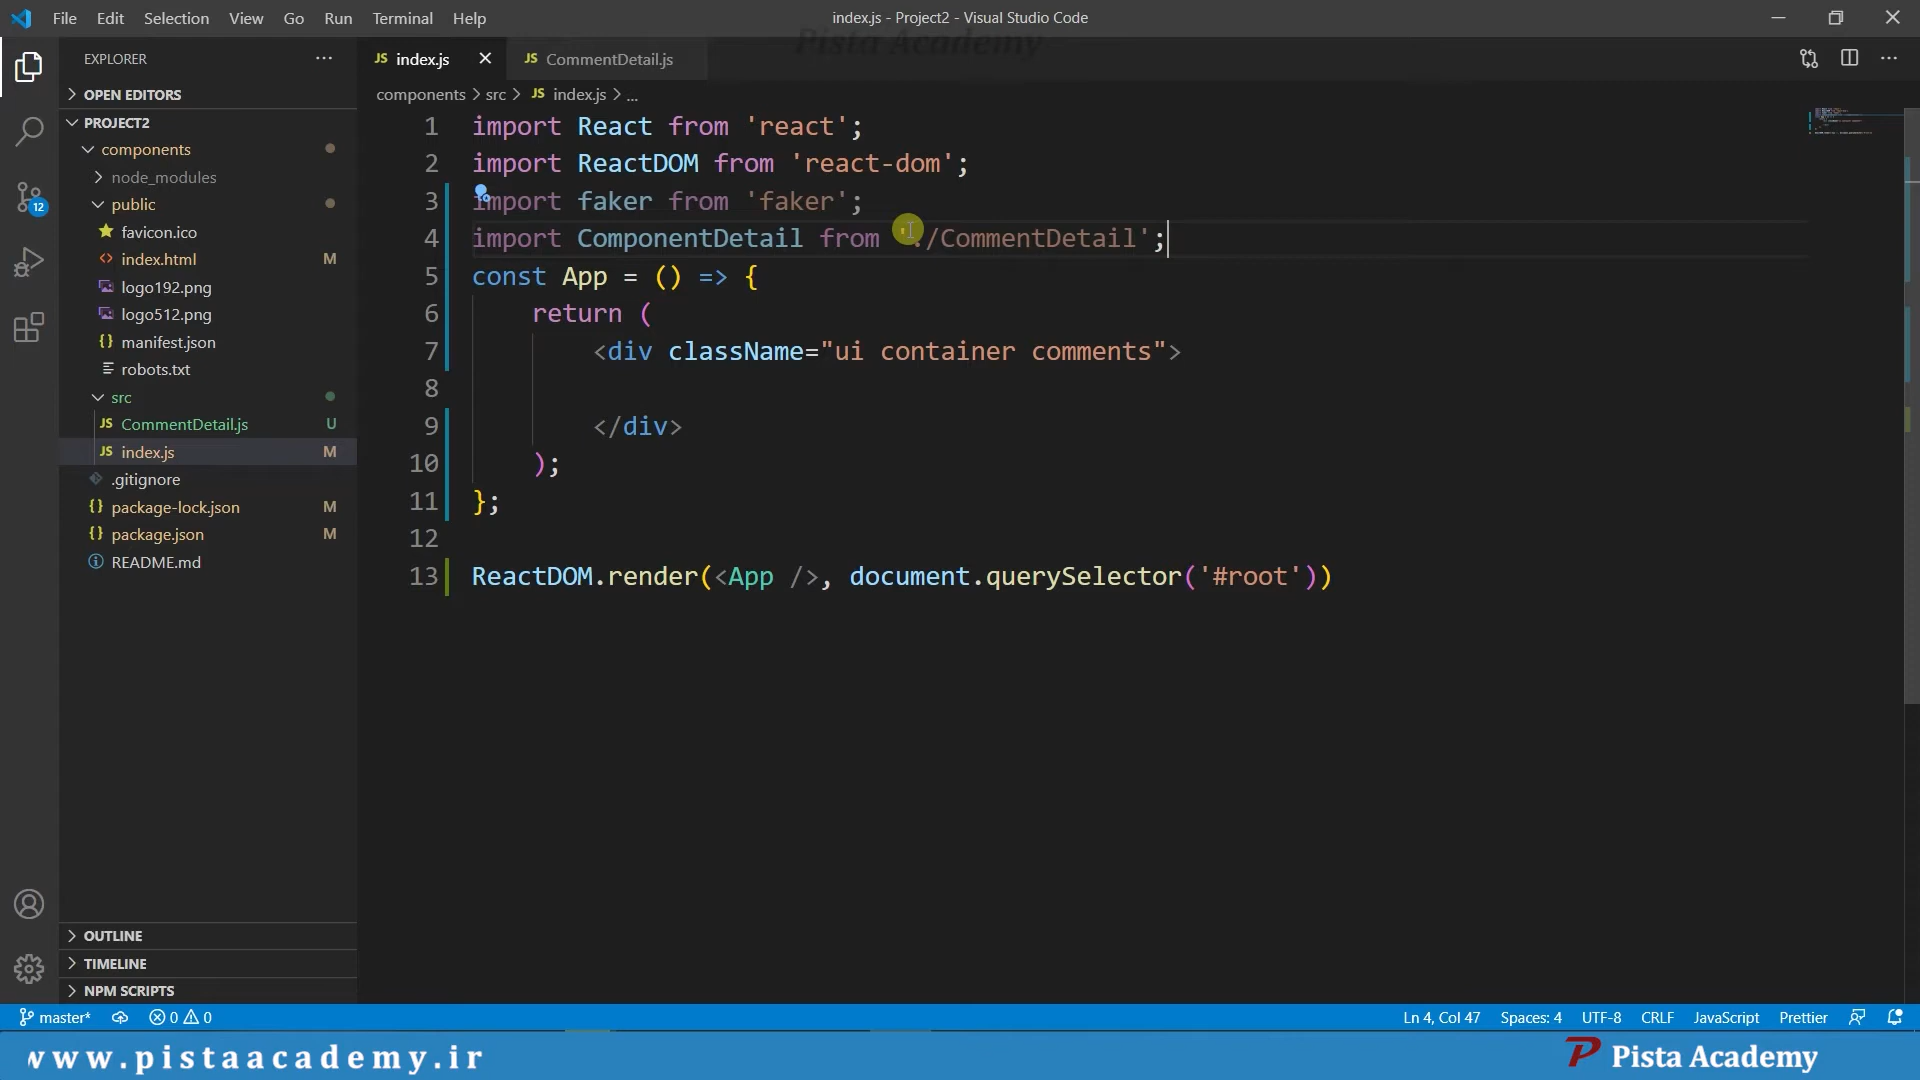 File Edit Selection View Go Run Terminal Help
index.js - Project2 - Visual Studio Code
EXPLORER
OPEN EDITORS
PROJECT2
components
node_modules
public
favicon.ico
index.html M
logo192.png
logo512.png
manifest.json
robots.txt
src
CommentDetail.js U
index.js M
.gitignore
package-lock.json M
package.json M
README.md
OUTLINE
TIMELINE
NPM SCRIPTS
12
JS index.js
JS CommentDetail.js
Pista Academy
components > src > JS index.js > ...
1 import React from 'react';
2 import ReactDOM from 'react-dom';
3 import faker from 'faker';
4 import ComponentDetail from './CommentDetail';
5 const App = () => {
6 return (
7 <div className="ui container comments">
8
9 </div>
10 );
11 };
12
13 ReactDOM.render(<App />, document.querySelector('#root'))
master* 0 0
Ln 4, Col 47 Spaces: 4 UTF-8 CRLF JavaScript Prettier
www.pistaacademy.ir
Pista Academy